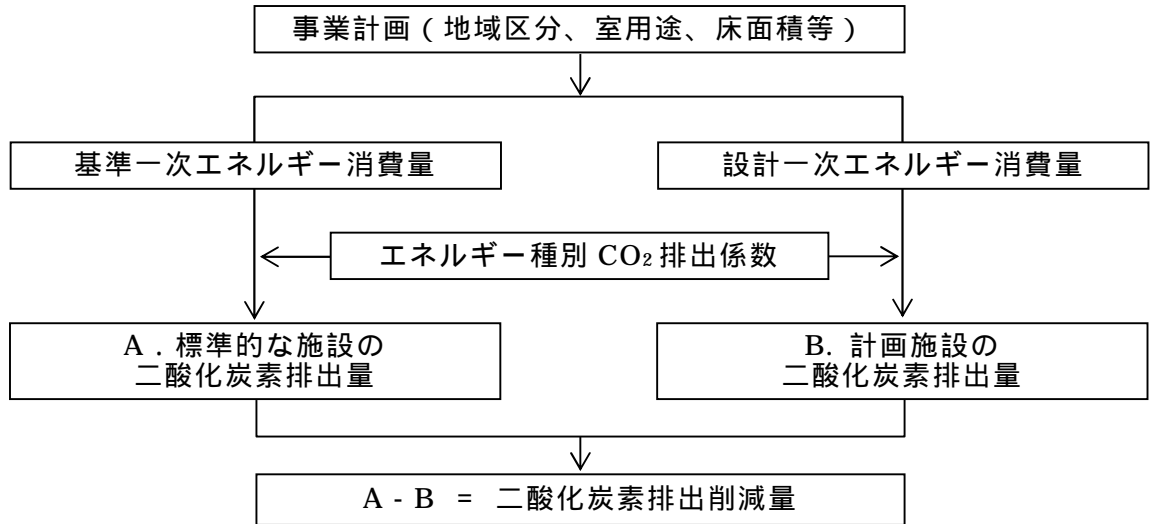 事業計画（地域区分、室用途、床面積等）
基準一次エネルギー消費量
設計一次エネルギー消費量
エネルギー種別 CO₂ 排出係数
A．標準的な施設の
二酸化炭素排出量
B. 計画施設の
二酸化炭素排出量
A - B = 二酸化炭素排出削減量